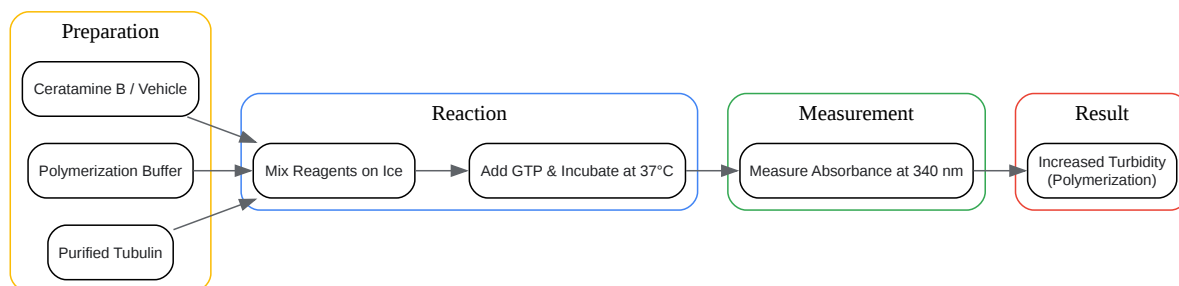 Preparation
Ceratamine B / Vehicle
Polymerization Buffer
Purified Tubulin
Reaction
Mix Reagents on Ice
Add GTP & Incubate at 37°C
Measurement
Measure Absorbance at 340 nm
Result
Increased Turbidity
(Polymerization)